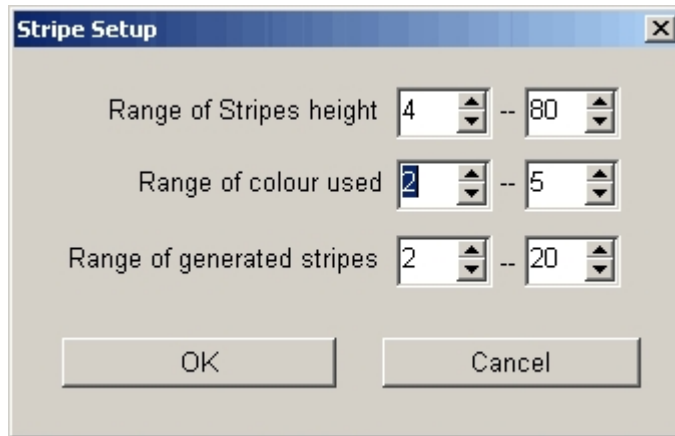 Stripe Setup
Range of Stripes height 4 -- 80
Range of colour used 2 -- 5
Range of generated stripes 2 -- 20
OK Cancel